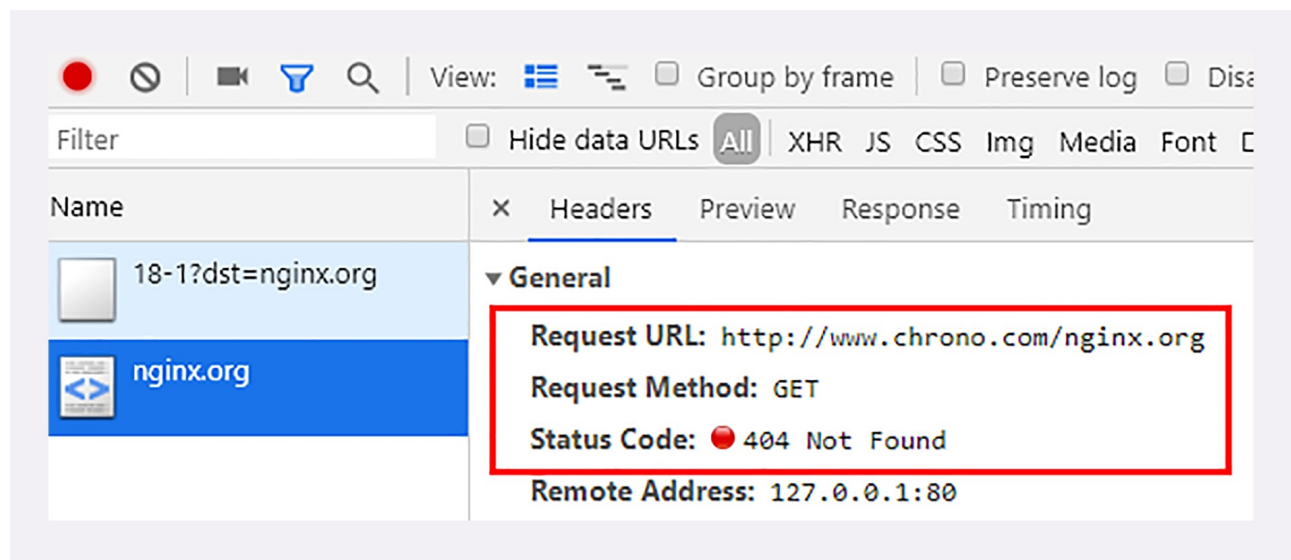 View: Group by frame Preserve log Disa
Filter Hide data URLs All XHR JS CSS Img Media Font D
Name × Headers Preview Response Timing
18-1?dst=nginx.org
▼ General
Request URL: http://www.chrono.com/nginx.org
nginx.org
Request Method: GET
Status Code: 404 Not Found
Remote Address: 127.0.0.1:80